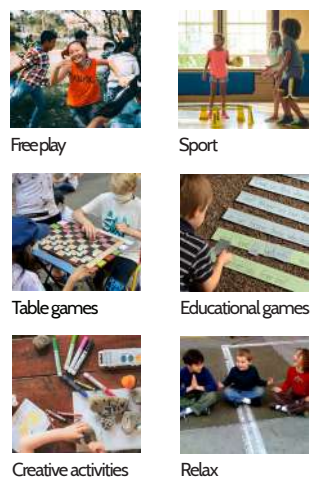 Free play
Sport
Table games
Educational games
Creative activities
Relax